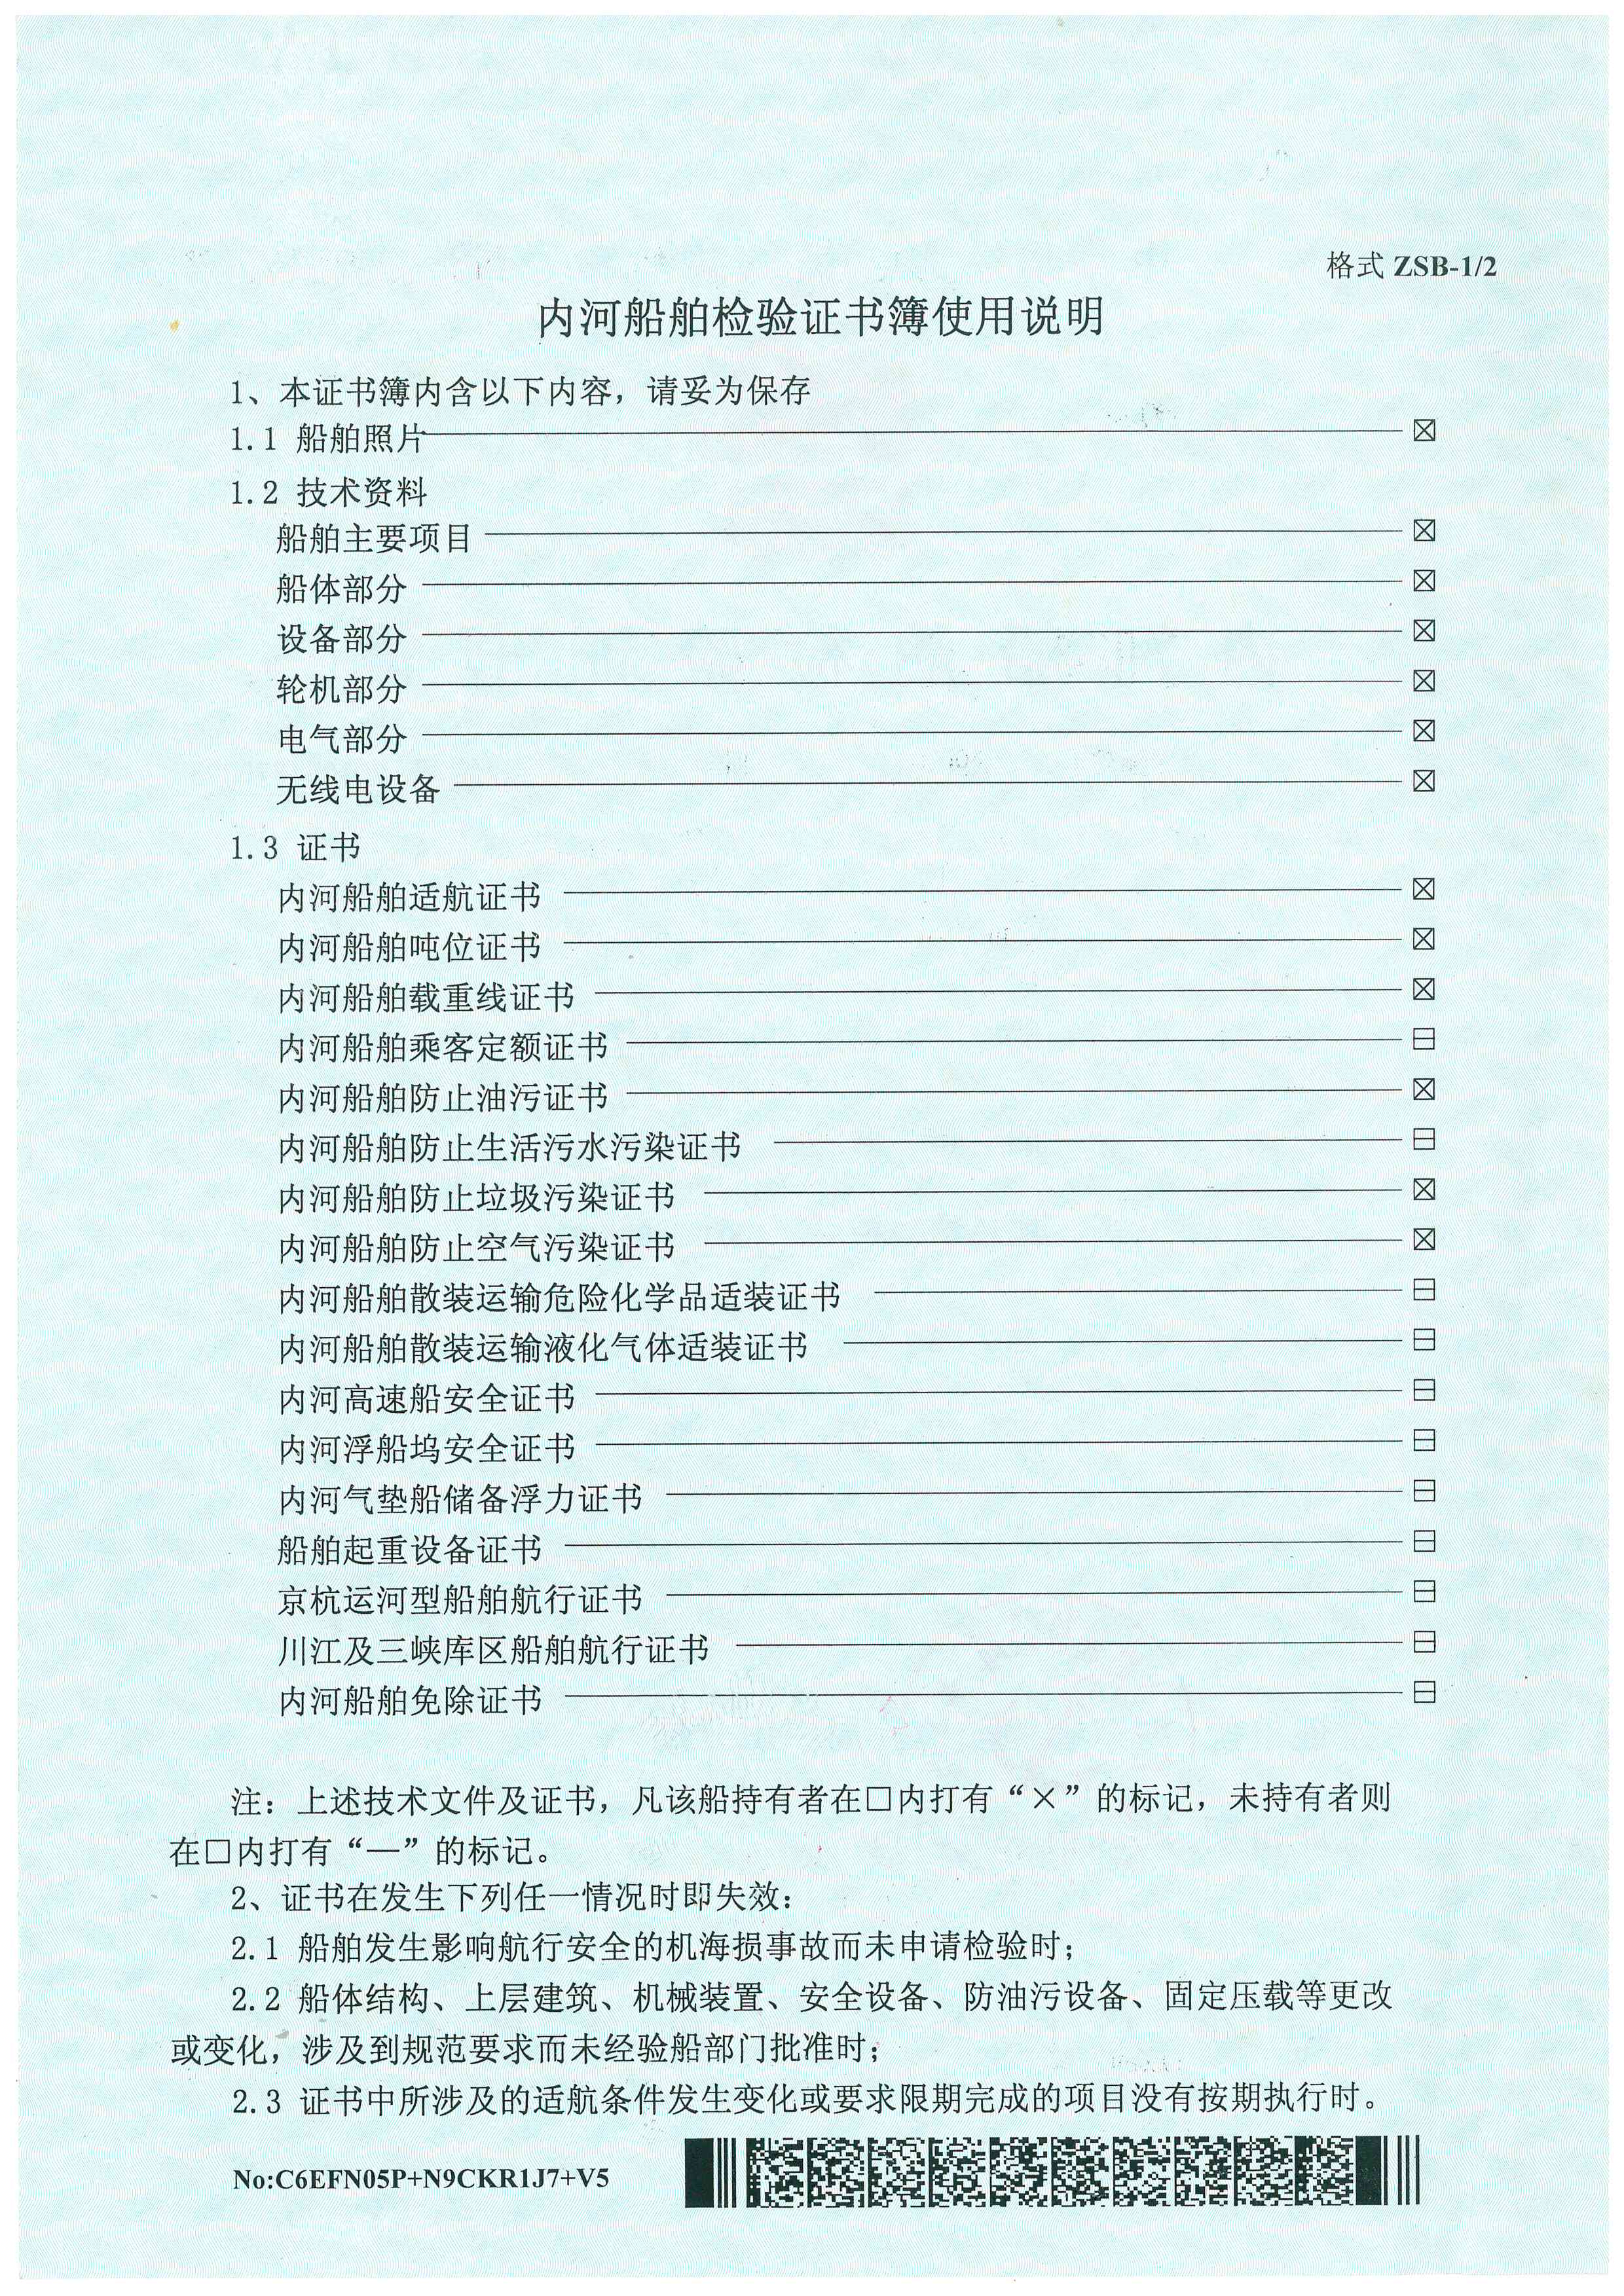 格式 ZSB-1/2
内河船舶检验证书簿使用说明
1、本证书簿内含以下内容，请妥为保存
1.1 船舶照片 ☒
1.2 技术资料
船舶主要项目 ☒
船体部分 ☒
设备部分 ☒
轮机部分 ☒
电气部分 ☒
无线电设备 ☒
1.3 证书
内河船舶适航证书 ☒
内河船舶吨位证书 ☒
内河船舶载重线证书 ☒
内河船舶乘客定额证书 ⊟
内河船舶防止油污证书 ☒
内河船舶防止生活污水污染证书 ⊟
内河船舶防止垃圾污染证书 ☒
内河船舶防止空气污染证书 ☒
内河船舶散装运输危险化学品适装证书 ⊟
内河船舶散装运输液化气体适装证书 ⊟
内河高速船安全证书 ⊟
内河浮船坞安全证书 ⊟
内河气垫船储备浮力证书 ⊟
船舶起重设备证书 ⊟
京杭运河型船舶航行证书 ⊟
川江及三峡库区船舶航行证书 ⊟
内河船舶免除证书 ⊟
注：上述技术文件及证书，凡该船持有者在□内打有“×”的标记，未持有者则
在□内打有“—”的标记。
2、证书在发生下列任一情况时即失效：
2.1 船舶发生影响航行安全的机海损事故而未申请检验时；
2.2 船体结构、上层建筑、机械装置、安全设备、防油污设备、固定压载等更改
或变化，涉及到规范要求而未经验船部门批准时；
2.3 证书中所涉及的适航条件发生变化或要求限期完成的项目没有按期执行时。
No:C6EFN05P+N9CKR1J7+V5